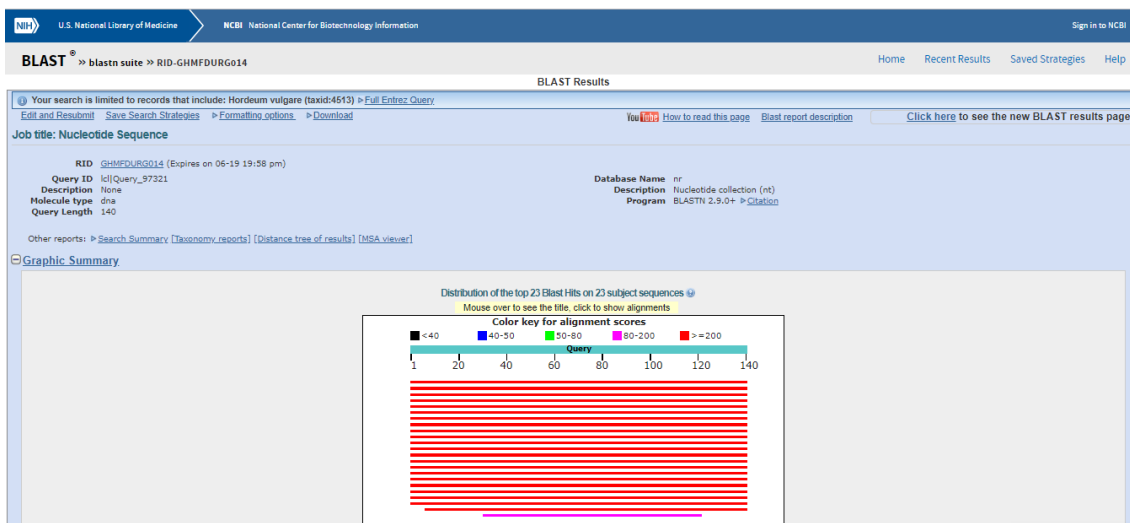 NIH U.S. National Library of Medicine NCBI National Center for Biotechnology Information Sign in to NCBI
BLAST ® » blastn suite » RID-GHMFDURG014 Home Recent Results Saved Strategies Help
BLAST Results
Your search is limited to records that include: Hordeum vulgare (taxid:4513) Full Entrez Query
Edit and Resubmit Save Search Strategies Formatting options Download YouTube How to read this page Blast report description Click here to see the new BLAST results page
Job title: Nucleotide Sequence
RID GHMFDURG014 (Expires on 06-19 19:58 pm)
Query ID lcl|Query_97321 Database Name nr
Description None Description Nucleotide collection (nt)
Molecule type dna Program BLASTN 2.9.0+ Citation
Query Length 140
Other reports: Search Summary [Taxonomy reports] [Distance tree of results] [MSA viewer]
Graphic Summary
Distribution of the top 23 Blast Hits on 23 subject sequences
Mouse over to see the title, click to show alignments
Color key for alignment scores
<40 40-50 50-80 80-200 >=200
Query
1 20 40 60 80 100 120 140